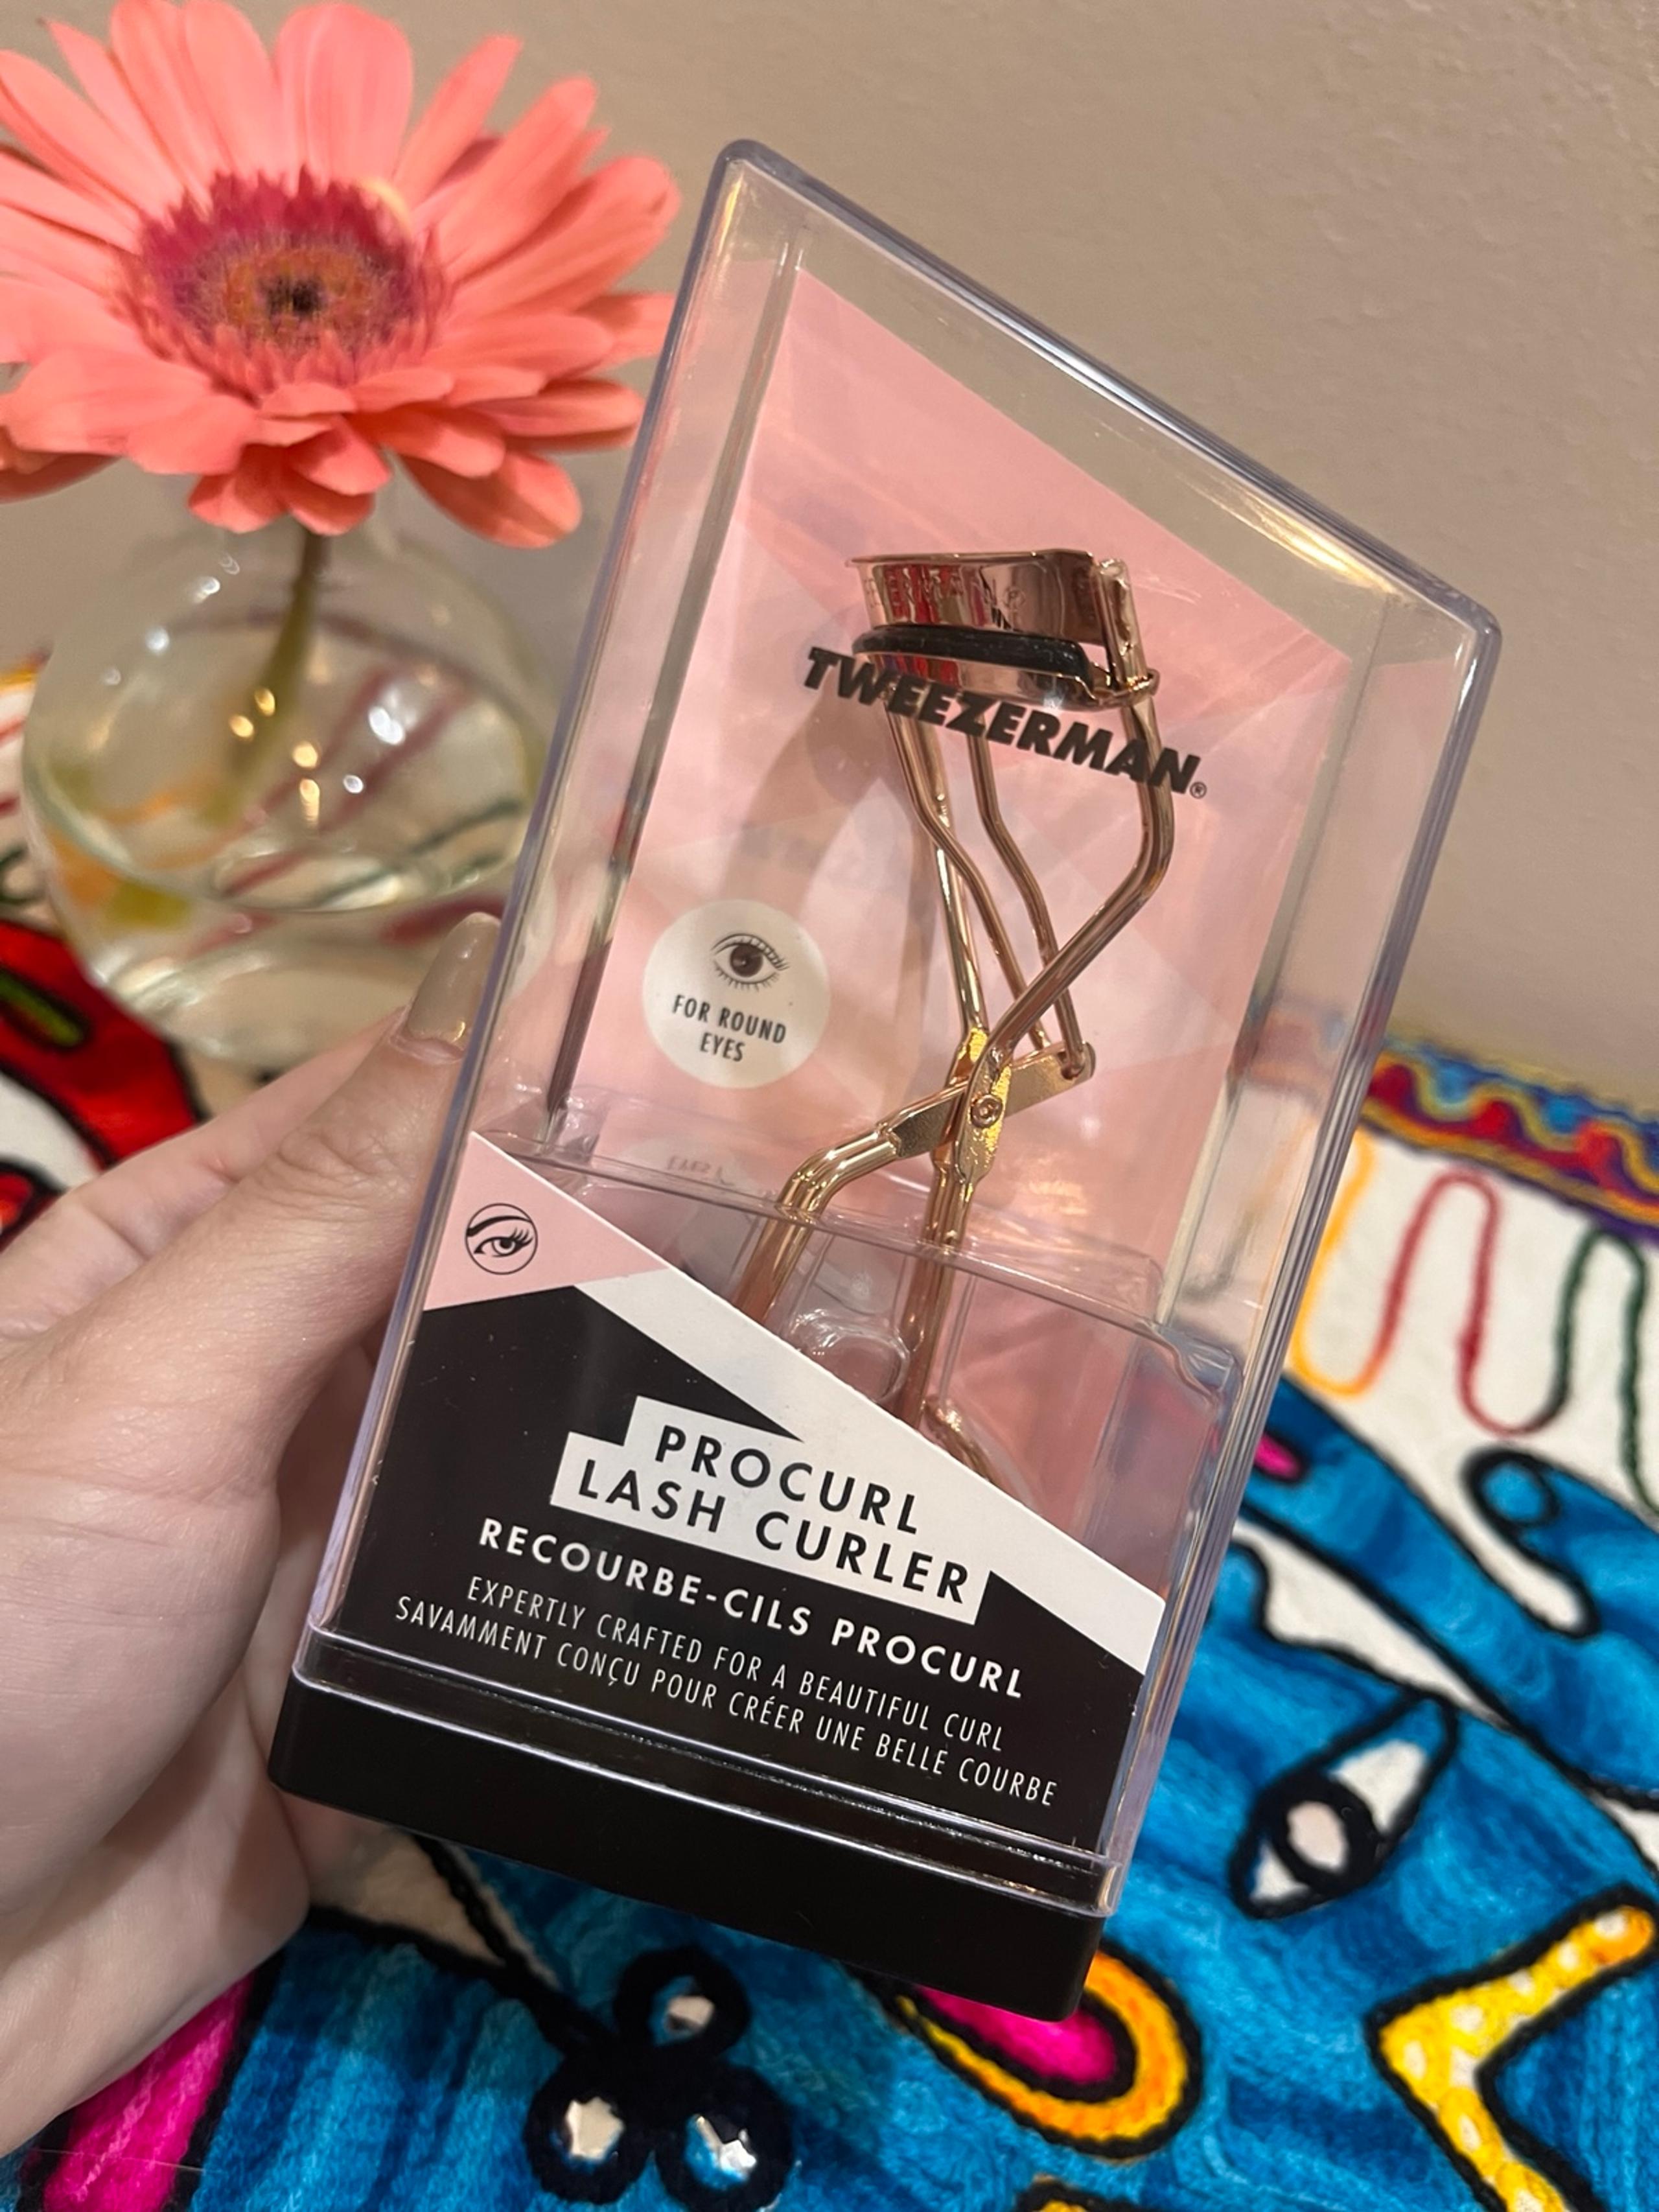 TWEEZERMAN®
FOR ROUND
EYES
PROCURL
LASH CURLER
RECOURBE-CILS PROCURL
EXPERTLY CRAFTED FOR A BEAUTIFUL CURL
SAVAMMENT CONÇU POUR CRÉER UNE BELLE COURBE